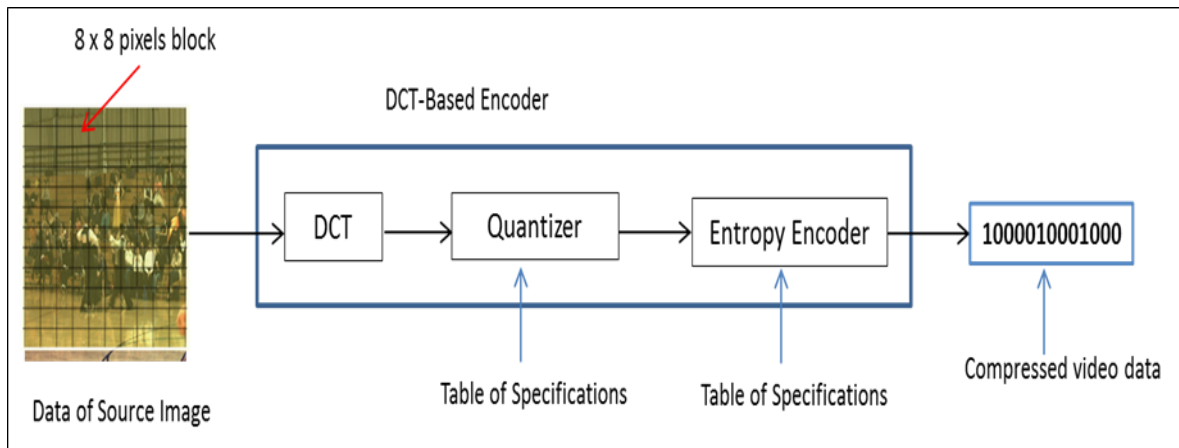 8 x 8 pixels block
DCT-Based Encoder
DCT
Quantizer
Entropy Encoder
1000010001000
Table of Specifications
Table of Specifications
Compressed video data
Data of Source Image